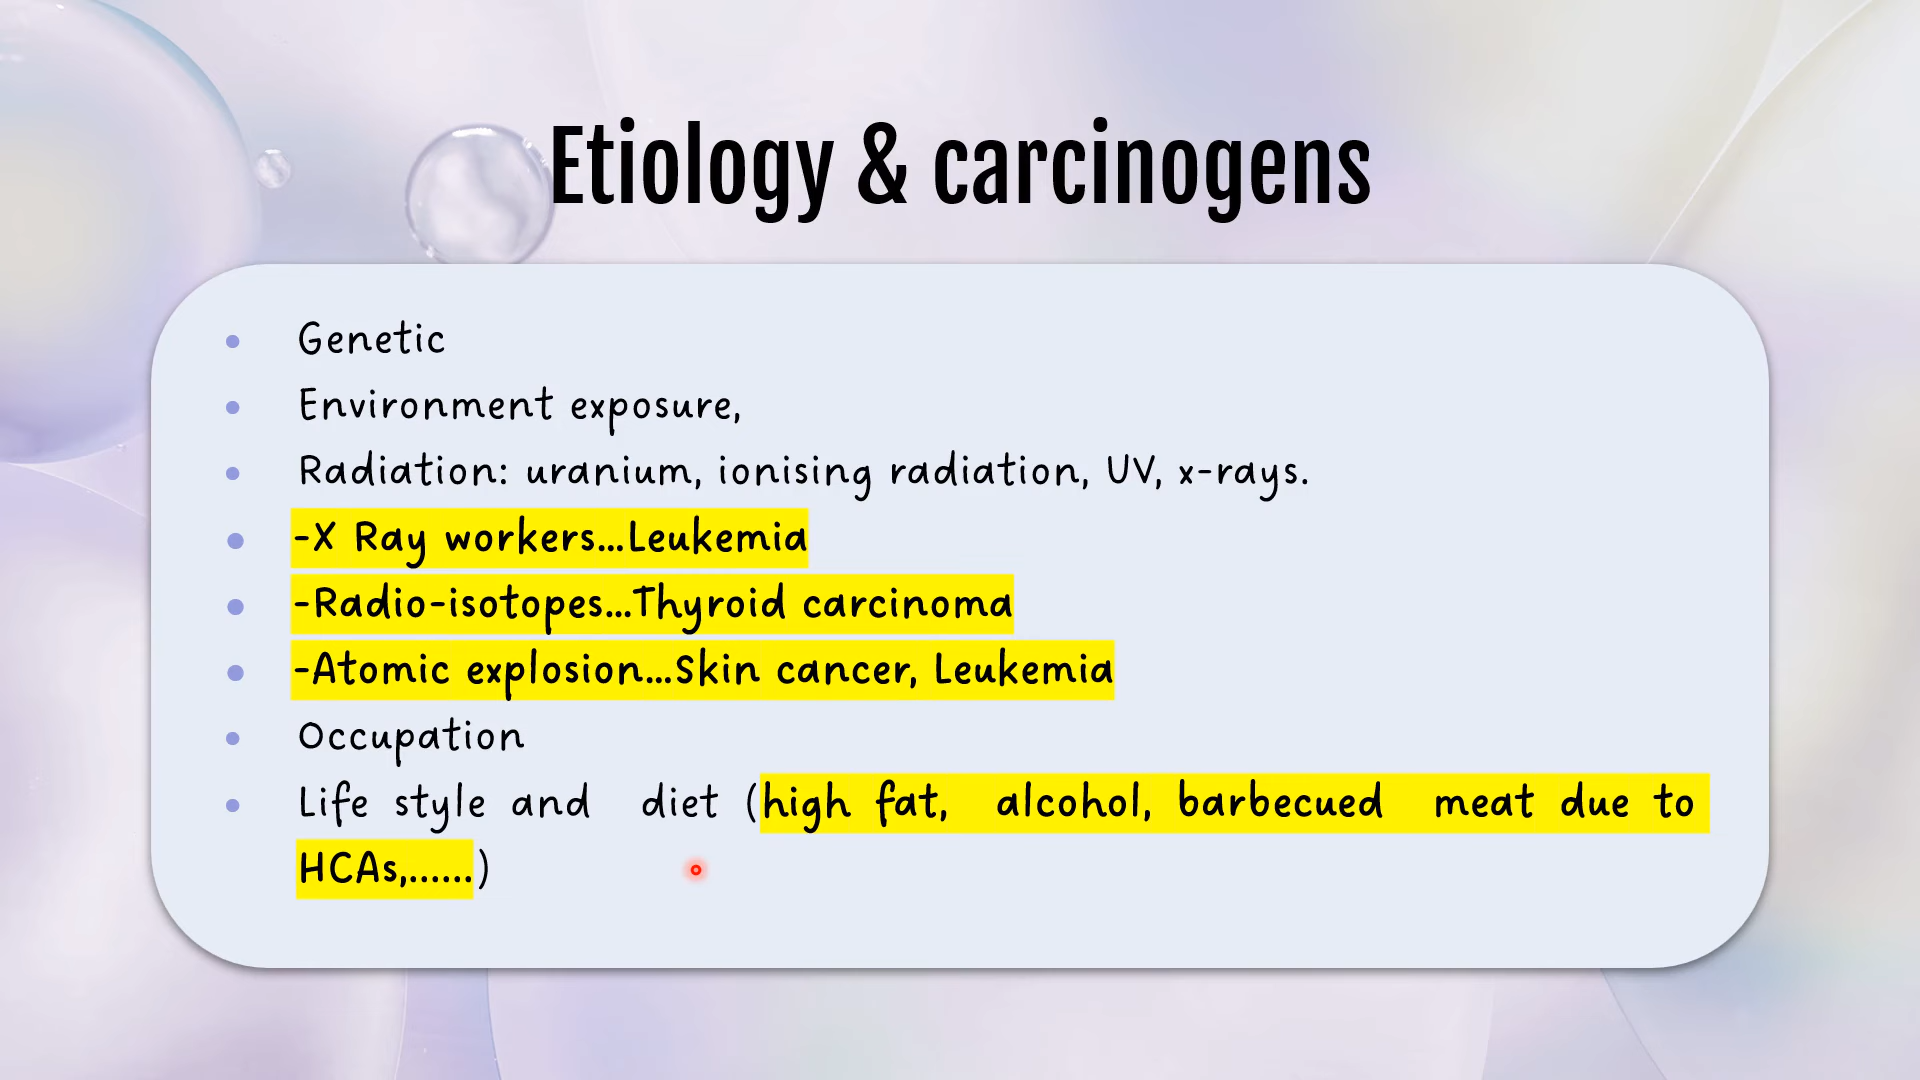 Etiology & carcinogens
• Genetic
• Environment exposure,
• Radiation: uranium, ionising radiation, UV, x-rays.
• -X Ray workers...Leukemia
• -Radio-isotopes...Thyroid carcinoma
• -Atomic explosion...Skin cancer, Leukemia
• Occupation
• Life style and diet (high fat, alcohol, barbecued meat due to
HCAs,......)